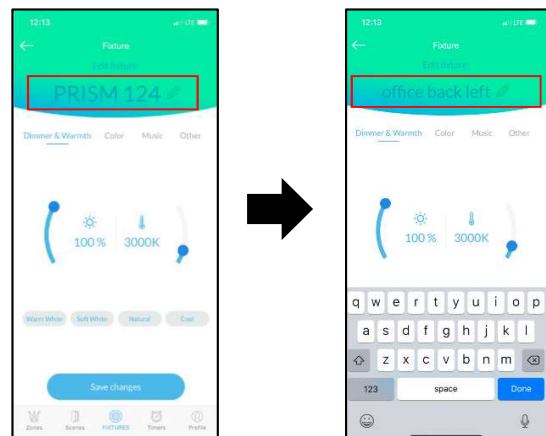 12:13
LTE
Fixture
Edit fixture:
PRISM 124
Dimmer & Warmth Color Music Other
100 % 3000K
Warm White Soft White Natural Cool
Save changes
Zones Scenes FIXTURES Timers Profile
12:13
LTE
Fixture
Edit fixture:
office back left
Dimmer & Warmth Color Music Other
100 % 3000K
q w e r t y u i o p
a s d f g h j k l
z x c v b n m
123 space Done